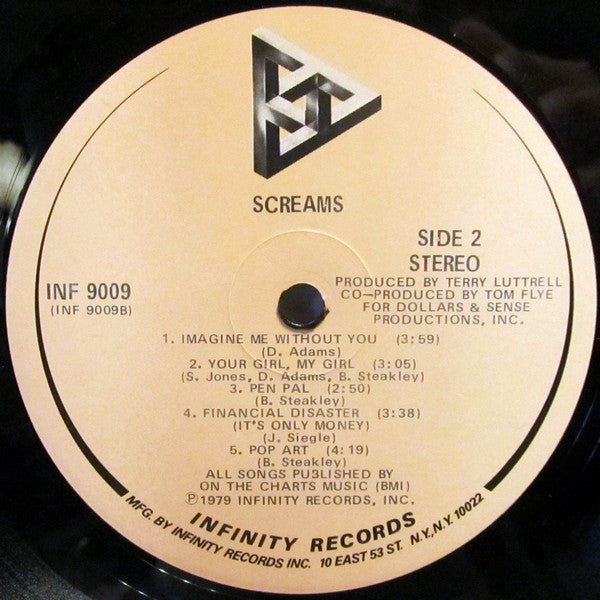 SCREAMS
SIDE 2
STEREO
INF 9009
(INF 9009B)
PRODUCED BY TERRY LUTTRELL
CO-PRODUCED BY TOM FLYE
FOR DOLLARS & SENSE
PRODUCTIONS, INC.
1. IMAGINE ME WITHOUT YOU (3:59)
(D. Adams)
2. YOUR GIRL, MY GIRL (3:05)
(S. Jones, D. Adams, B. Steakley)
3. PEN PAL (2:50)
(B. Steakley)
4. FINANCIAL DISASTER (3:38)
(IT'S ONLY MONEY)
(J. Siegle)
5. POP ART (4:19)
(B. Steakley)
ALL SONGS PU3LISHED BY
ON THE CHARTS MUSIC (BMI)
Ⓟ1979 INFINITY RECORDS, INC.
INFINITY RECORDS
MFG. BY INFINITY RECORDS INC. 10 EAST 53 ST. N.Y., N.Y. 10022